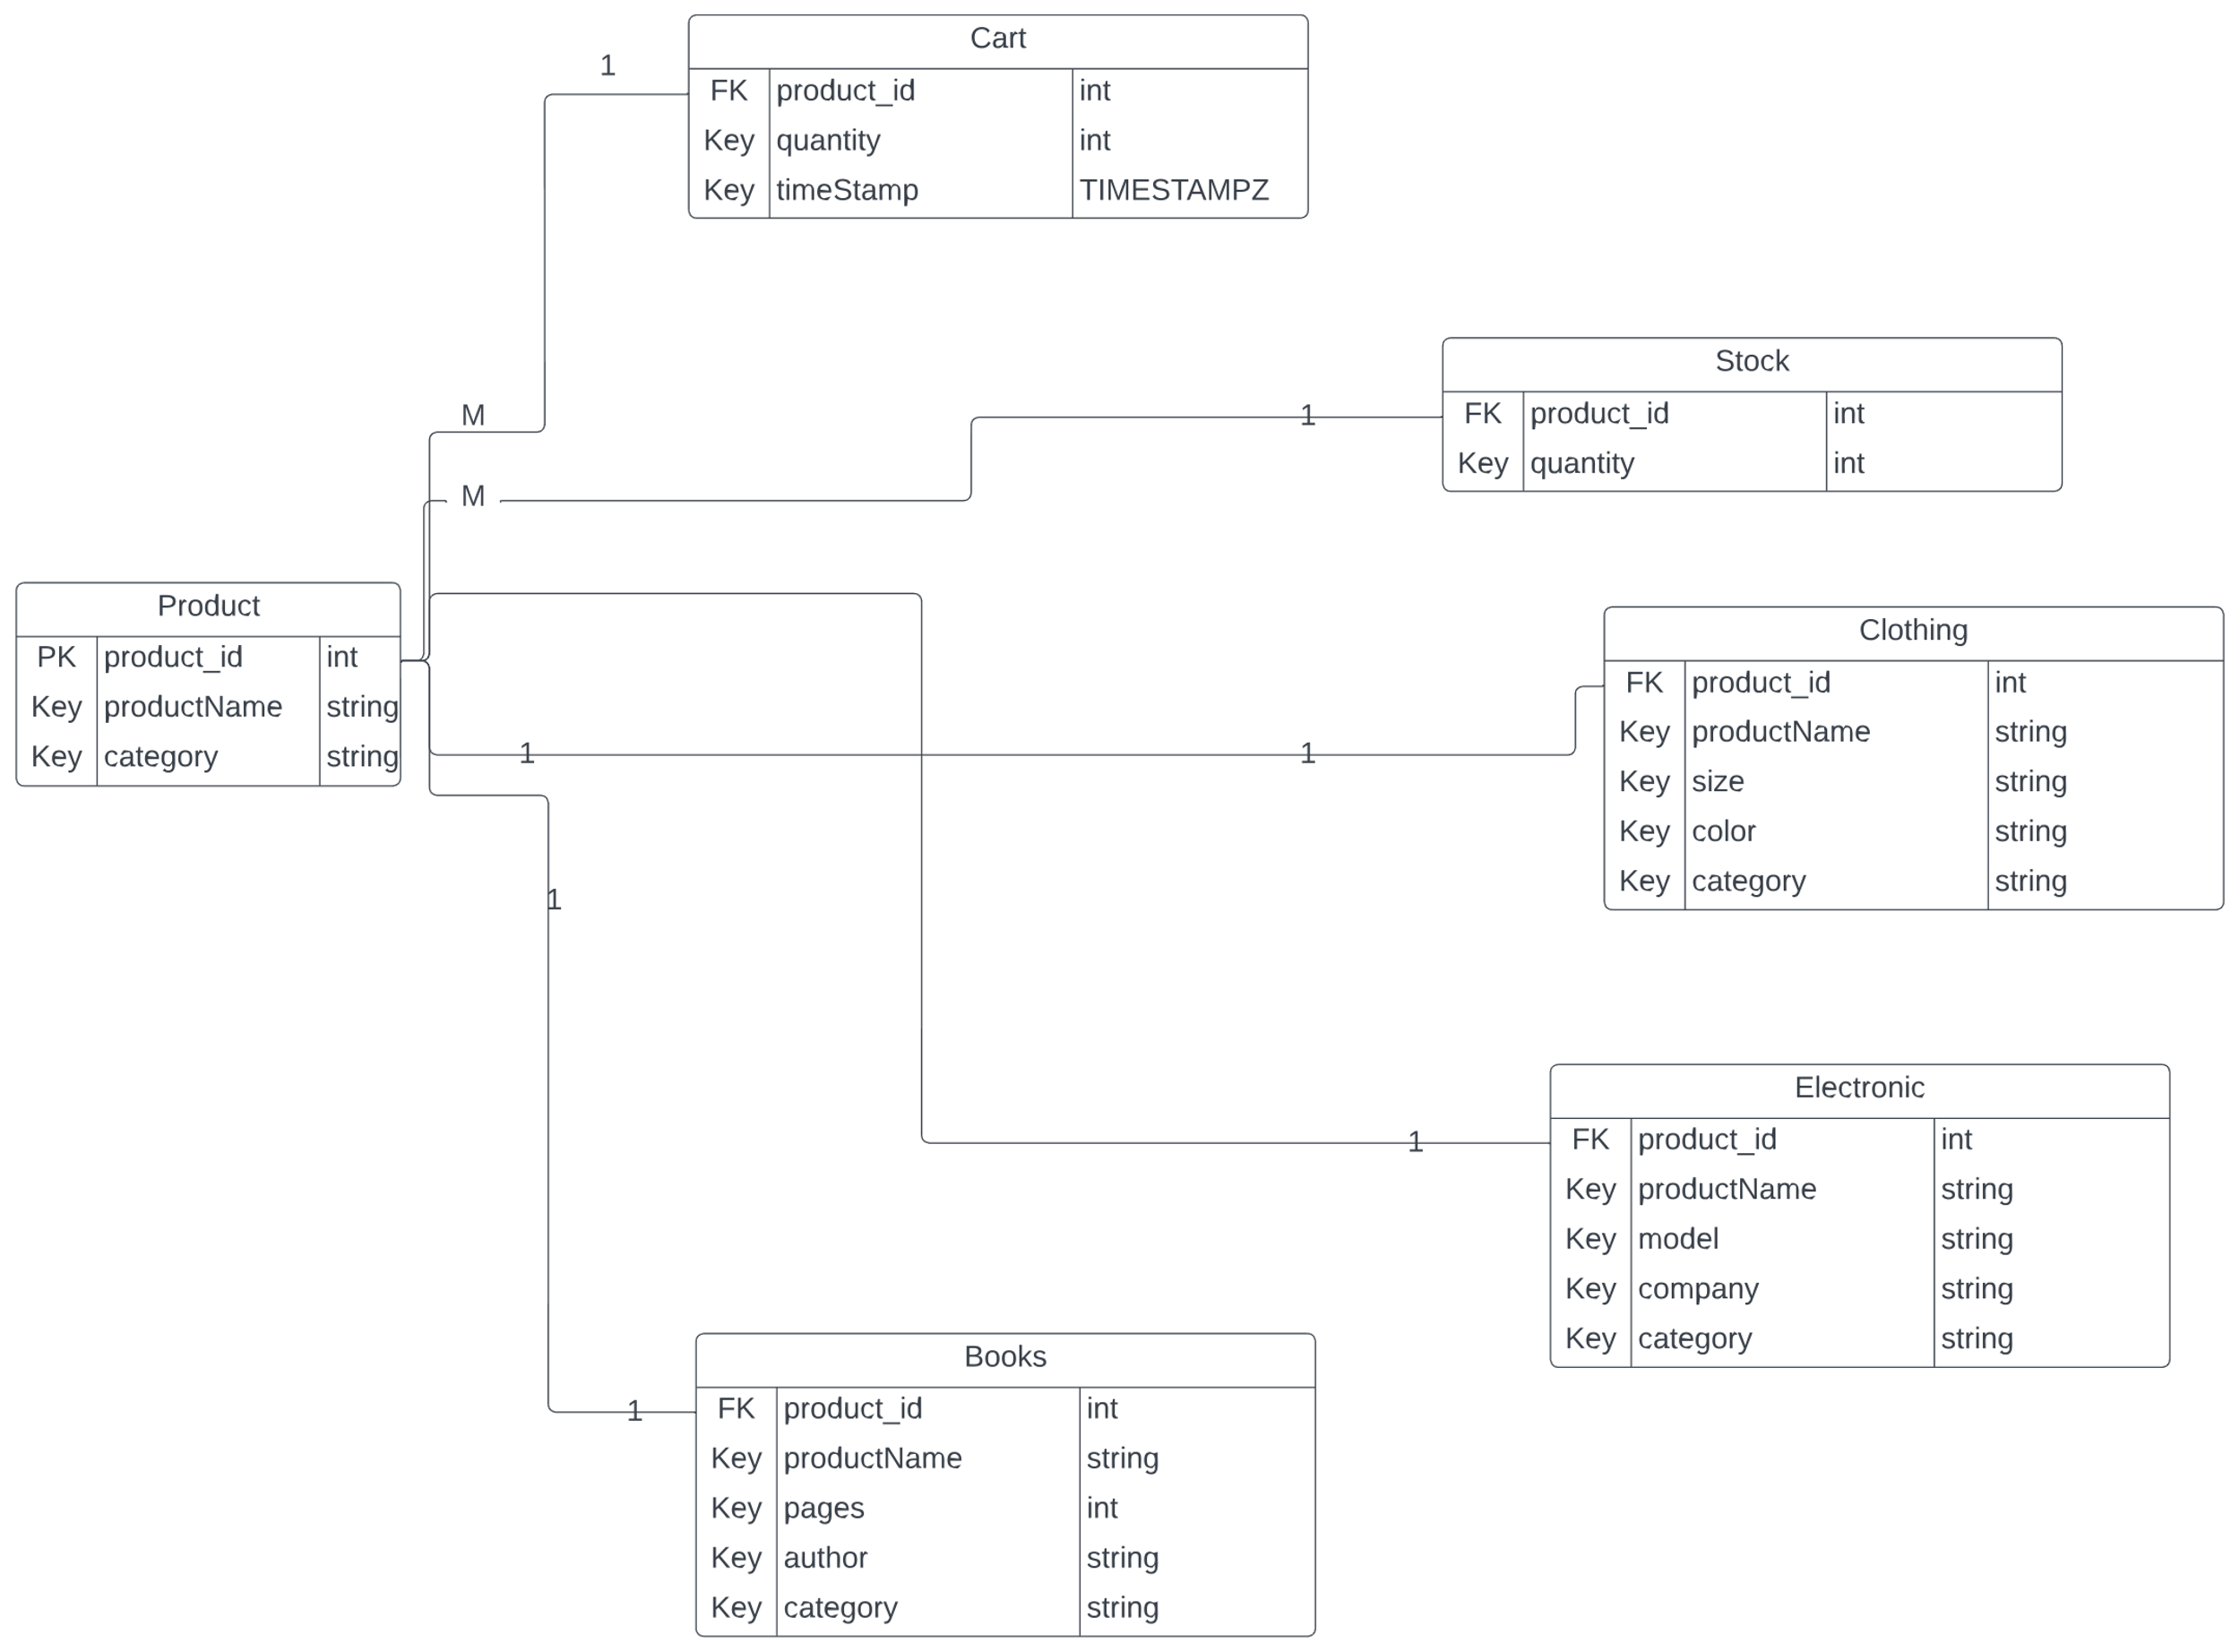 Cart
1
FK product_id int
Key quantity int
Key timeStamp TIMESTAMPZ
Stock
M
1
FK product_id int
Key quantity int
M
Product
PK product_id int
Key productName string
Key category string
Clothing
FK product_id int
Key productName string
Key size string
Key color string
Key category string
1
1
1
Electronic
FK product_id int
Key productName string
Key model string
Key company string
Key category string
1
Books
FK product_id int
Key productName string
Key pages int
Key author string
Key category string
1